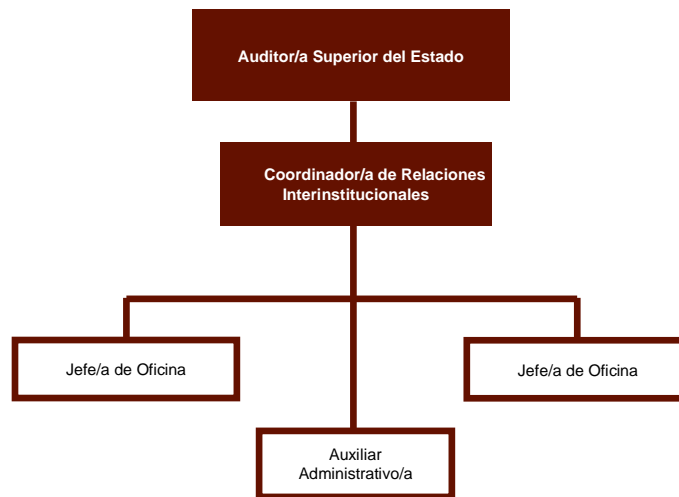 Auditor/a Superior del Estado
Coordinador/a de Relaciones
Interinstitucionales
Jefe/a de Oficina
Jefe/a de Oficina
Auxiliar
Administrativo/a